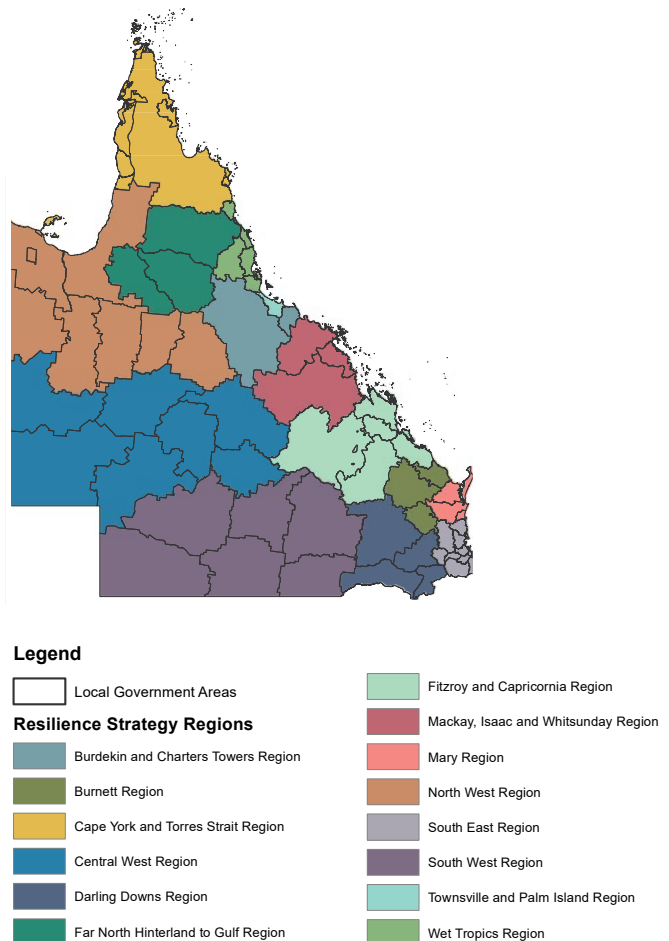 Legend
Local Government Areas
Resilience Strategy Regions
Burdekin and Charters Towers Region
Burnett Region
Cape York and Torres Strait Region
Central West Region
Darling Downs Region
Far North Hinterland to Gulf Region
Fitzroy and Capricornia Region
Mackay, Isaac and Whitsunday Region
Mary Region
North West Region
South East Region
South West Region
Townsville and Palm Island Region
Wet Tropics Region